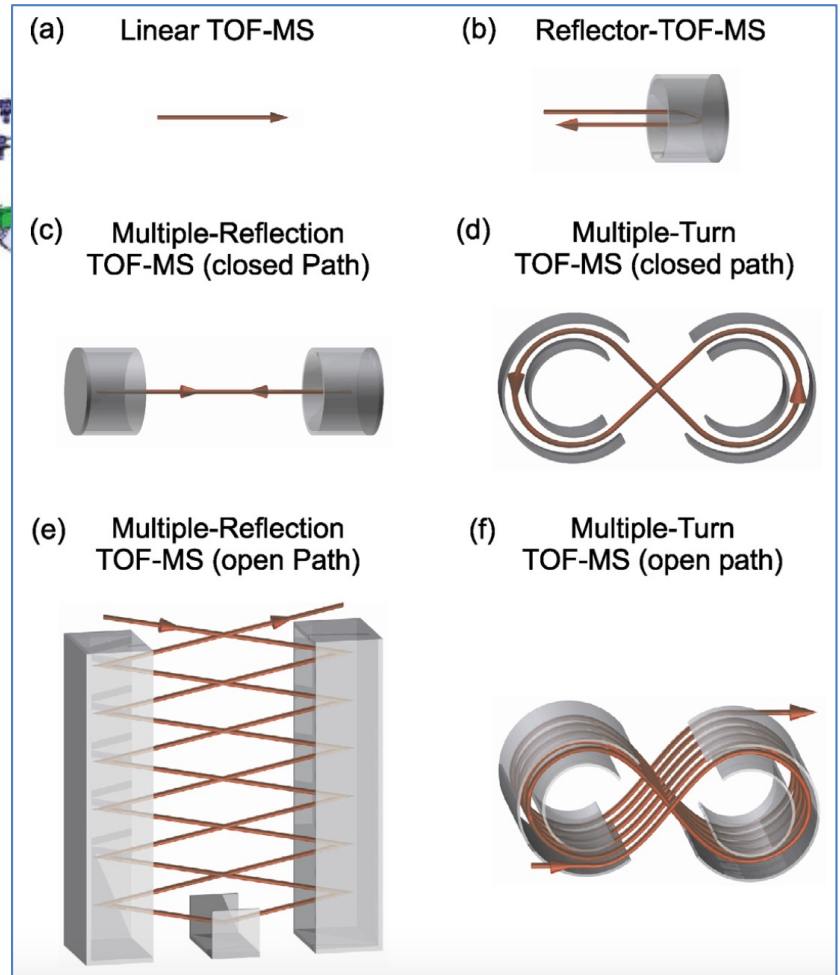 (a) Linear TOF-MS
(b) Reflector-TOF-MS
(c) Multiple-Reflection
TOF-MS (closed Path)
(d) Multiple-Turn
TOF-MS (closed path)
(e) Multiple-Reflection
TOF-MS (open Path)
(f) Multiple-Turn
TOF-MS (open path)